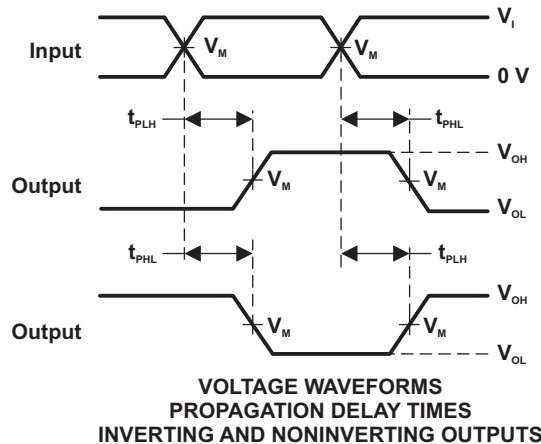 Input
V_M
V_M
V_I
0 V
t_PLH
t_PHL
Output
V_M
V_M
V_OH
V_OL
t_PHL
t_PLH
Output
V_M
V_M
V_OH
V_OL
VOLTAGE WAVEFORMS
PROPAGATION DELAY TIMES
INVERTING AND NONINVERTING OUTPUTS